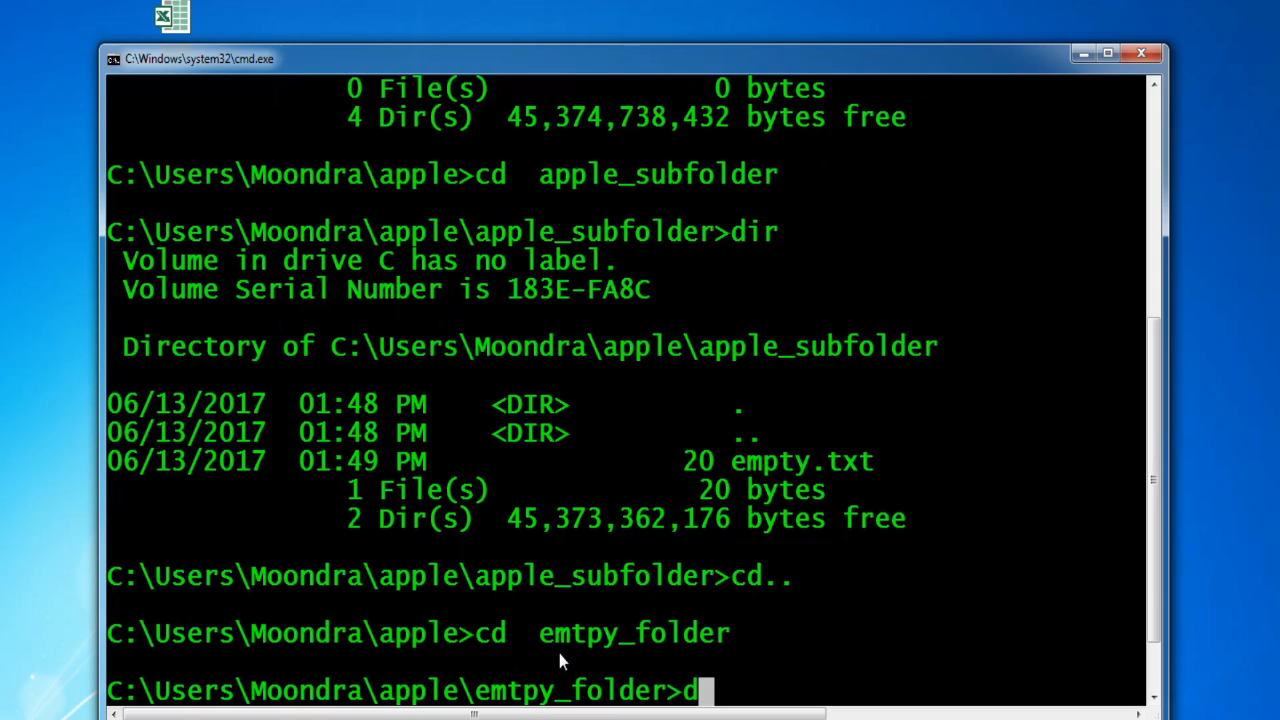 C:\Windows\system32\cmd.exe
0 File(s) 0 bytes
4 Dir(s) 45,374,738,432 bytes free
C:\Users\Moondra\apple>cd  apple_subfolder
C:\Users\Moondra\apple\apple_subfolder>dir
Volume in drive C has no label.
Volume Serial Number is 183E-FA8C
Directory of C:\Users\Moondra\apple\apple_subfolder
06/13/2017  01:48 PM    <DIR>          .
06/13/2017  01:48 PM    <DIR>          ..
06/13/2017  01:49 PM                20 empty.txt
1 File(s) 20 bytes
2 Dir(s) 45,373,362,176 bytes free
C:\Users\Moondra\apple\apple_subfolder>cd..
C:\Users\Moondra\apple>cd  emtpy_folder
C:\Users\Moondra\apple\emtpy_folder>d